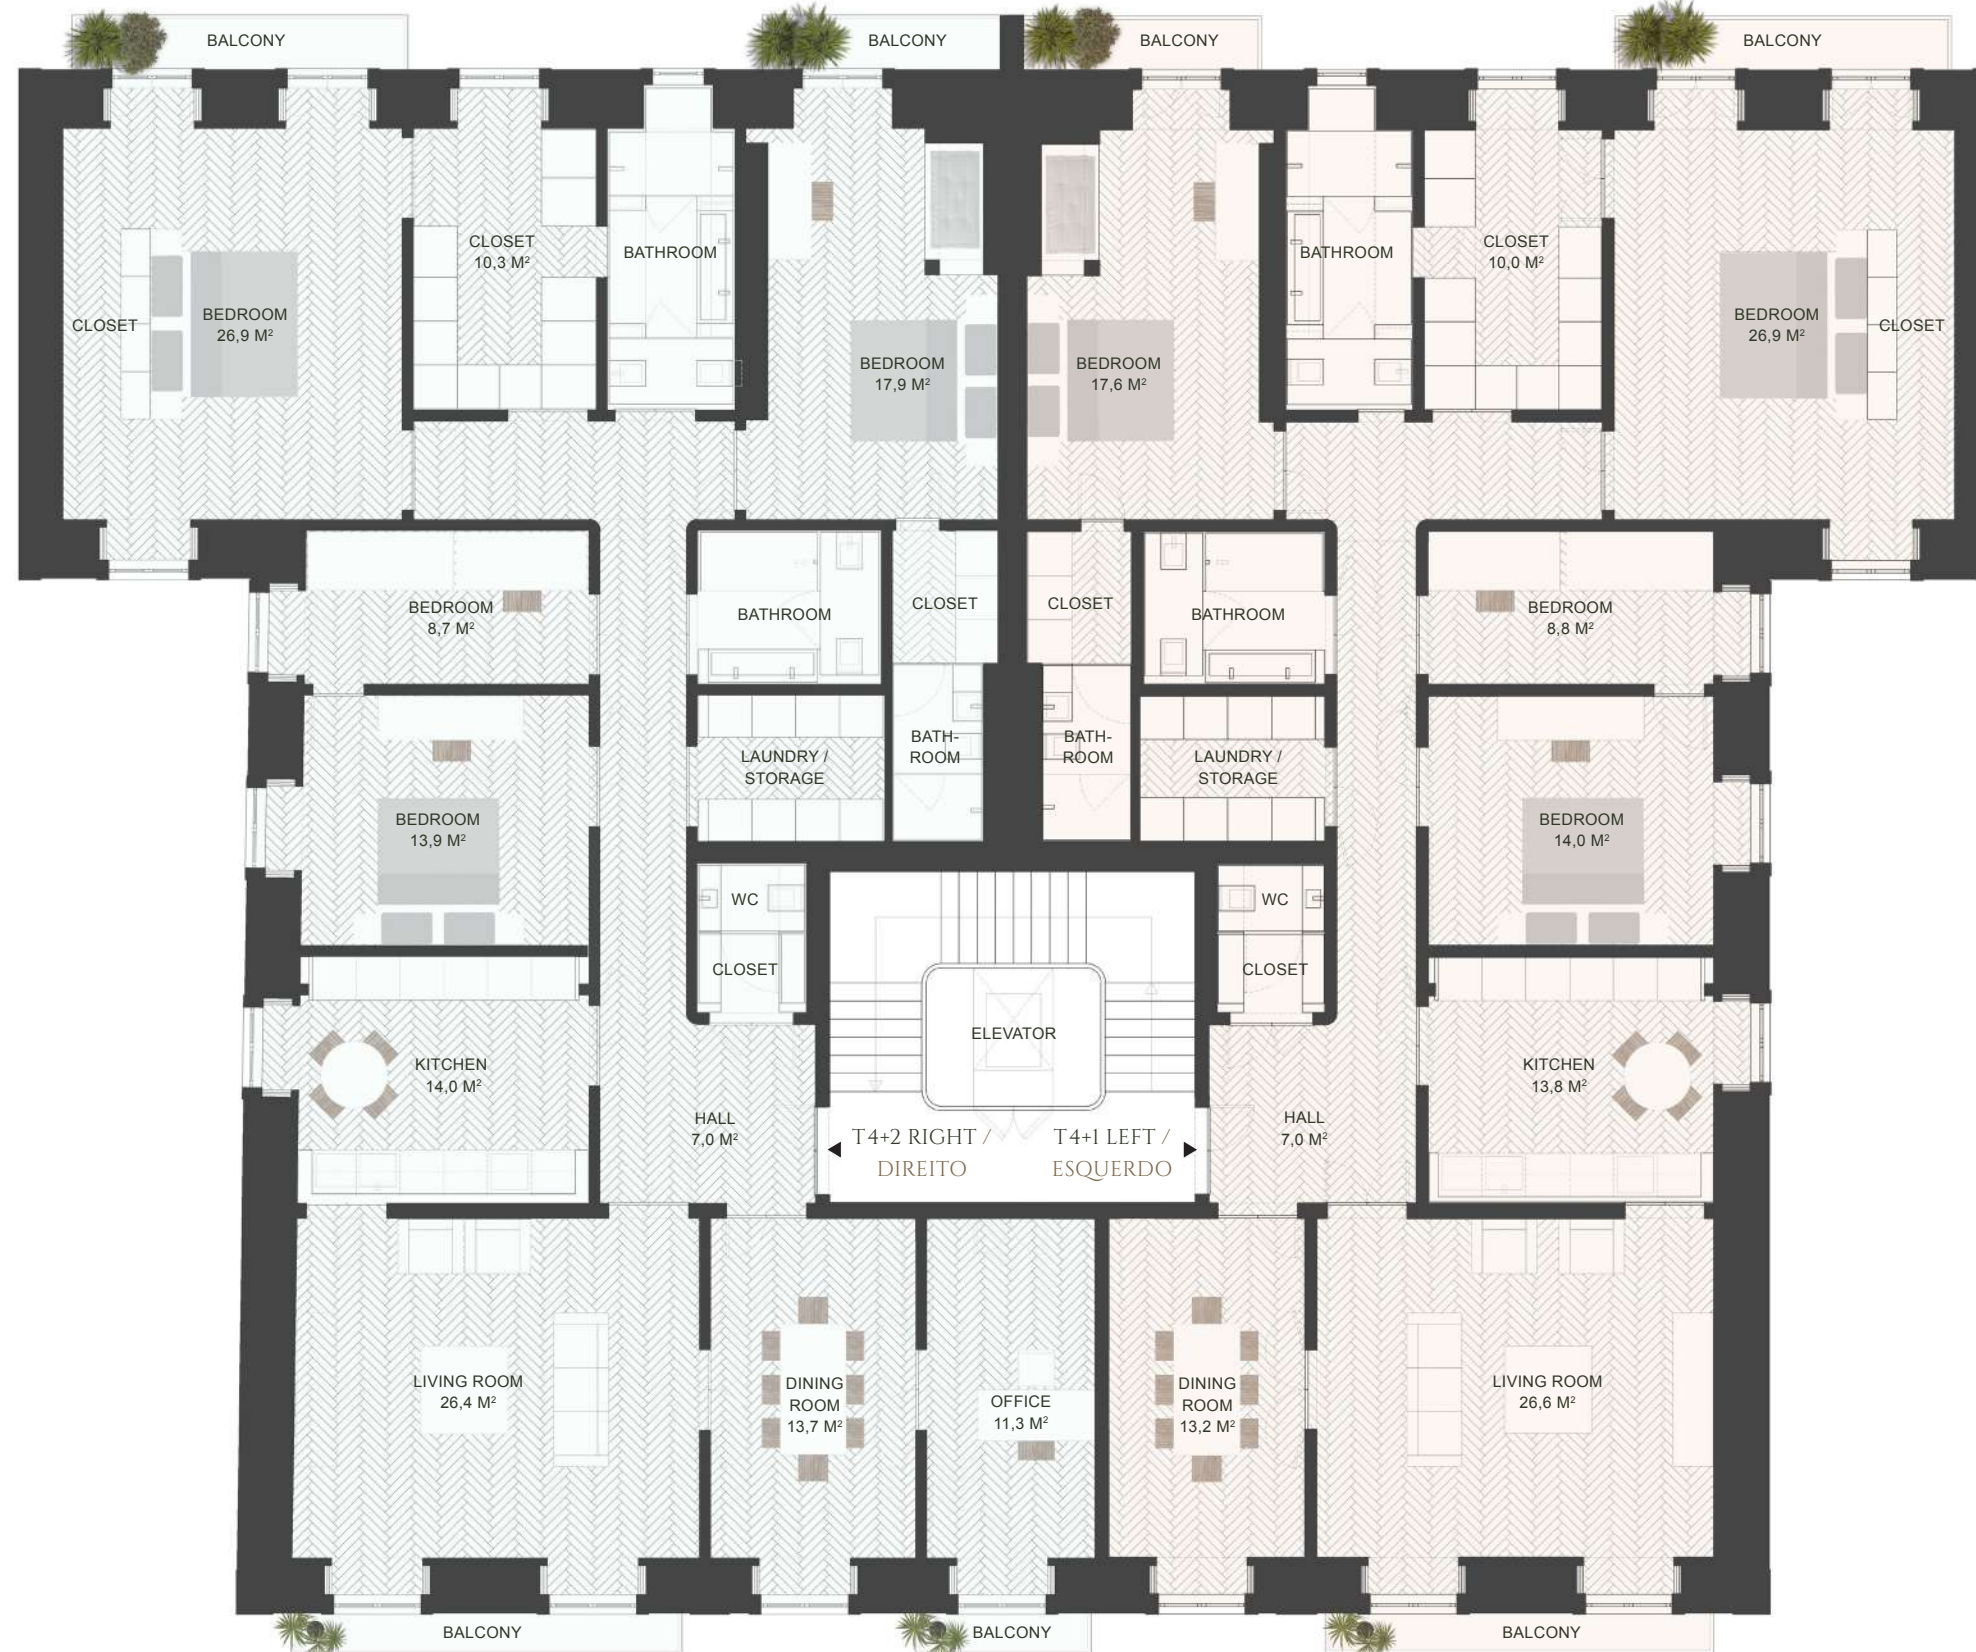 BALCONY
BALCONY
BALCONY
BALCONY
CLOSET
10,3 M²
BATHROOM
BATHROOM
CLOSET
10,0 M²
CLOSET
BEDROOM
26,9 M²
BEDROOM
17,9 M²
BEDROOM
17,6 M²
BEDROOM
26,9 M²
CLOSET
BEDROOM
8,7 M²
BATHROOM
CLOSET
CLOSET
BATHROOM
BEDROOM
8,8 M²
BEDROOM
13,9 M²
LAUNDRY /
STORAGE
BATH-
ROOM
BATH-
ROOM
LAUNDRY /
STORAGE
BEDROOM
14,0 M²
WC
WC
CLOSET
CLOSET
ELEVATOR
KITCHEN
14,0 M²
KITCHEN
13,8 M²
HALL
7,0 M²
T4+2 RIGHT /
DIREITO
T4+1 LEFT /
ESQUERDO
HALL
7,0 M²
LIVING ROOM
26,4 M²
DINING
ROOM
13,7 M²
OFFICE
11,3 M²
DINING
ROOM
13,2 M²
LIVING ROOM
26,6 M²
BALCONY
BALCONY
BALCONY